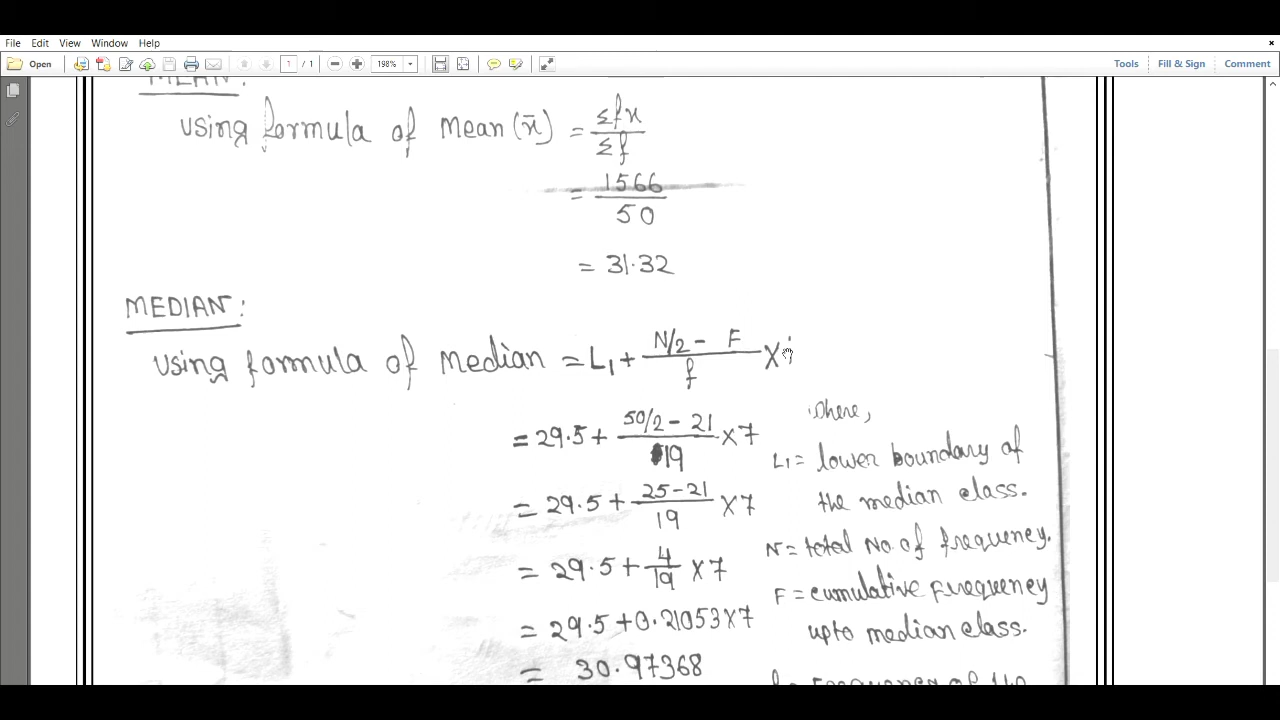 File Edit View Window Help ×
Open 1 / 1 198% Tools Fill & Sign Comment
MEAN:
Using formula of Mean (x̄) = Σfx / Σf
= 1566 / 50
= 31.32
MEDIAN:
Using formula of Median = L₁ + (N/2 - F) / f × i
= 29.5 + (50/2 - 21) / 19 × 7
where,
L₁ = lower boundary of
the median class.
= 29.5 + (25 - 21) / 19 × 7
N = total No. of frequency.
= 29.5 + 4/19 × 7
F = cumulative frequency
upto median class.
= 29.5 + 0.21053 × 7
= 30.97368